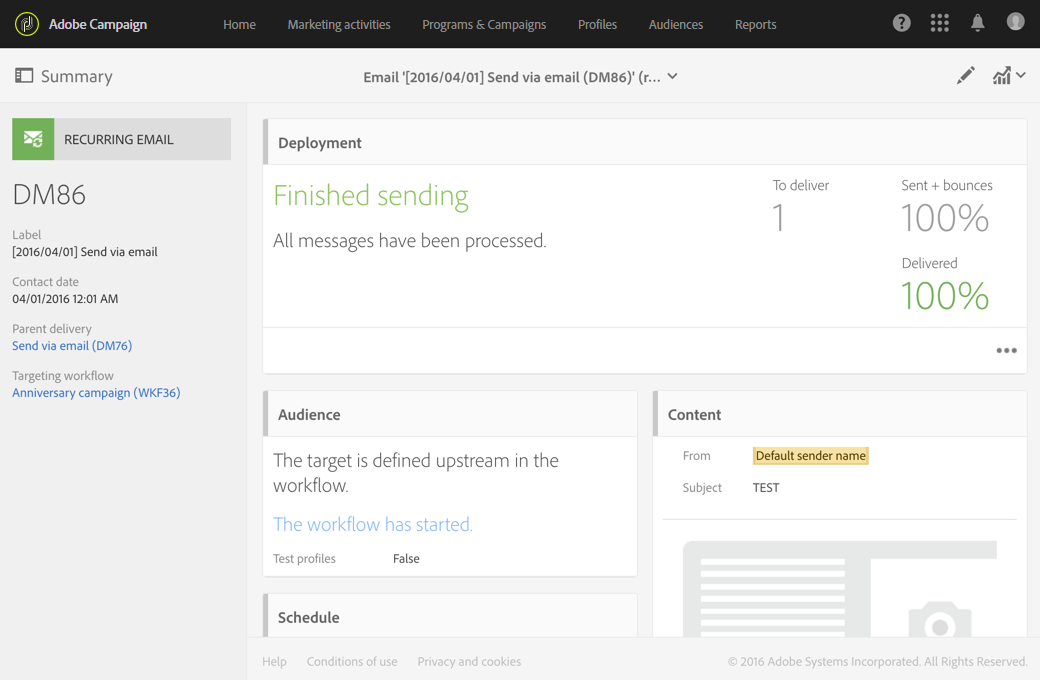 Adobe Campaign
Home
Marketing activities
Programs & Campaigns
Profiles
Audiences
Reports
?
Summary
Email '[2016/04/01] Send via email (DM86)' (r...
RECURRING EMAIL
DM86
Label
[2016/04/01] Send via email
Contact date
04/01/2016 12:01 AM
Parent delivery
Send via email (DM76)
Targeting workflow
Anniversary campaign (WKF36)
Deployment
Finished sending
All messages have been processed.
To deliver
1
Sent + bounces
100%
Delivered
100%
Audience
The target is defined upstream in the
workflow.
The workflow has started.
Test profiles False
Schedule
Content
From Default sender name
Subject TEST
Help
Conditions of use
Privacy and cookies
© 2016 Adobe Systems Incorporated. All Rights Reserved.